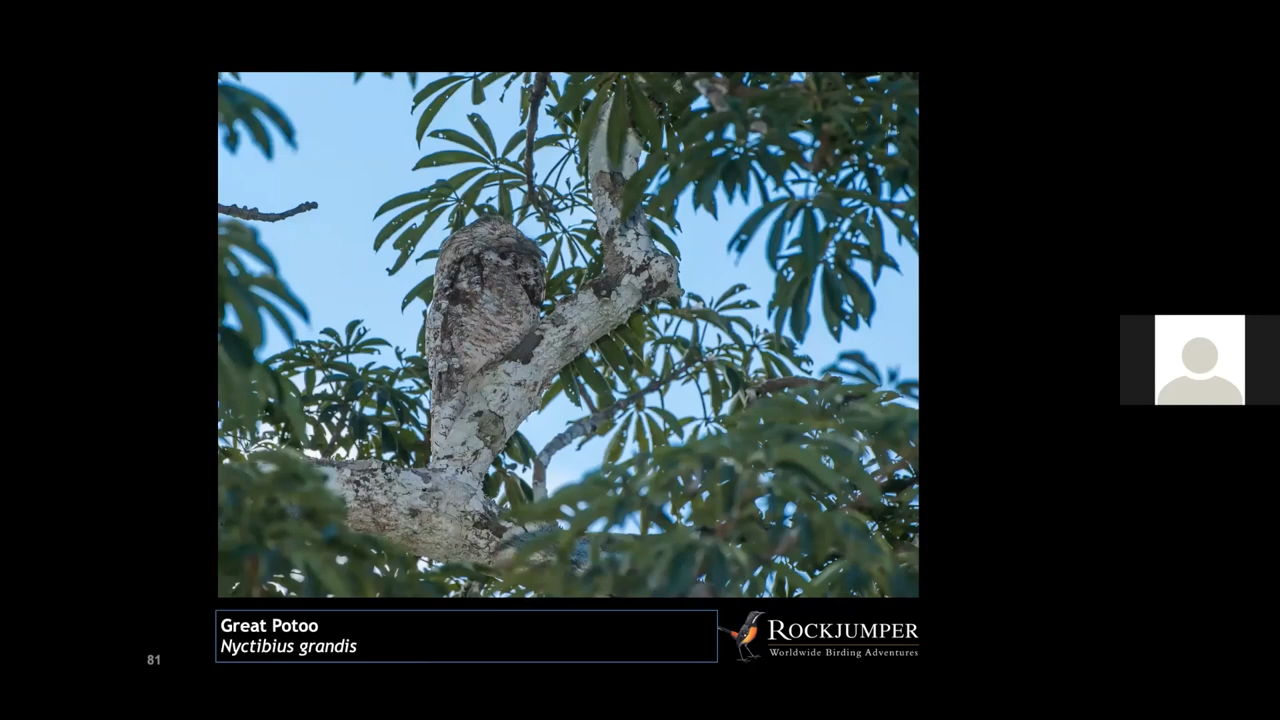 Great Potoo
Nyctibius grandis
ROCKJUMPER
Worldwide Birding Adventures
81